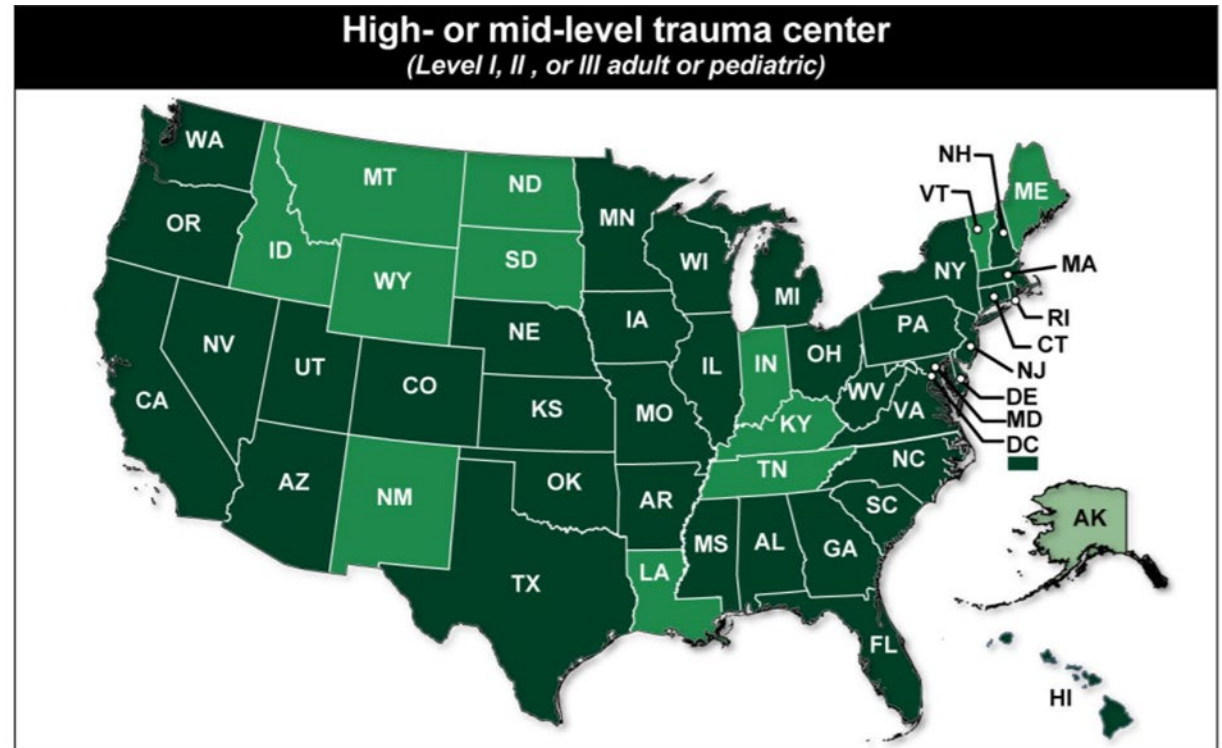 High- or mid-level trauma center
(Level I, II , or III adult or pediatric)
WA
MT
ND
MN
NH
VT
ME
OR
ID
SD
WI
NY
MA
WY
MI
RI
IA
PA
CT
NE
NV
IL
IN
OH
NJ
UT
CO
DE
CA
WV
KS
MO
VA
MD
KY
DC
NC
TN
AZ
OK
NM
AR
SC
AK
MS
AL
GA
LA
TX
FL
HI